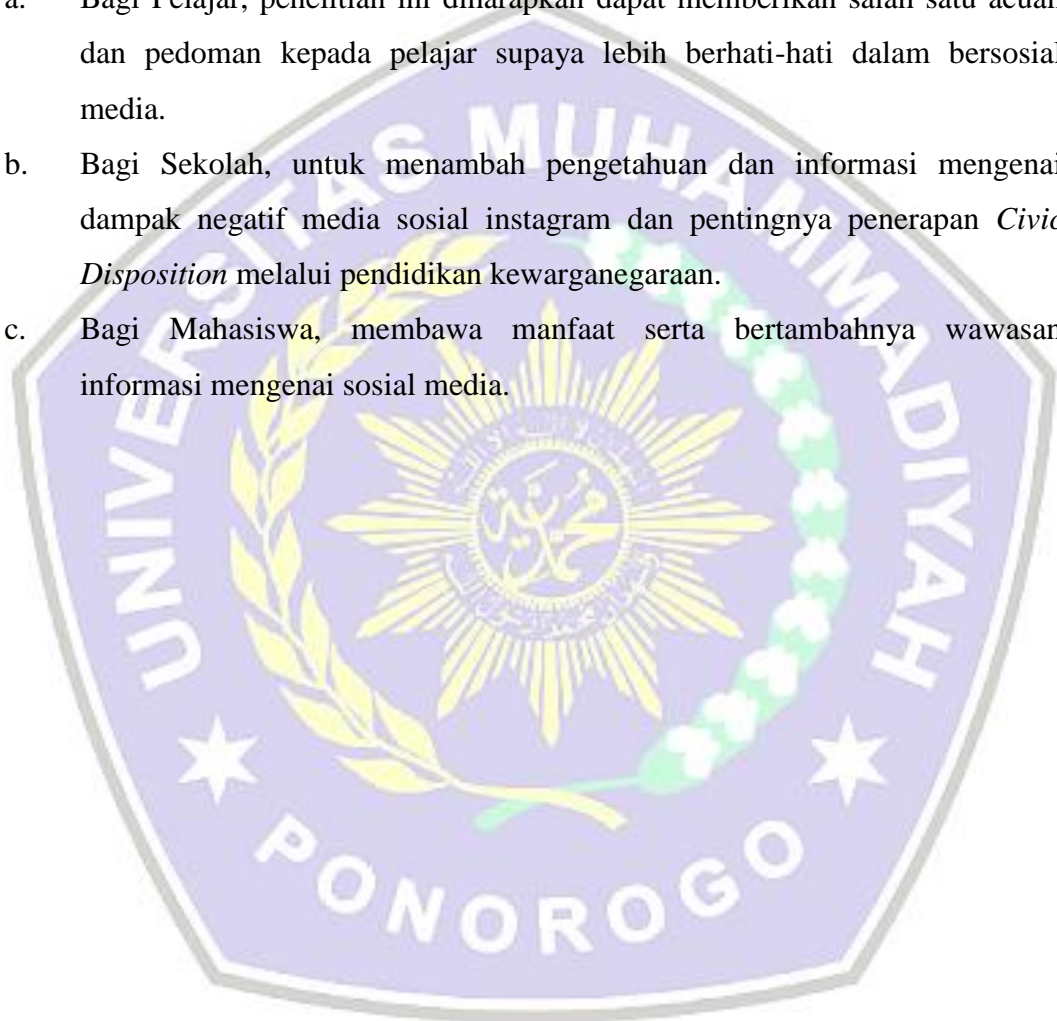 a. Bagi Pelajar, penelitian ini diharapkan dapat memberikan salah satu acuan
dan pedoman kepada pelajar supaya lebih berhati-hati dalam bersosial
media.
b. Bagi Sekolah, untuk menambah pengetahuan dan informasi mengenai
dampak negatif media sosial instagram dan pentingnya penerapan Civic
Disposition melalui pendidikan kewarganegaraan.
c. Bagi Mahasiswa, membawa manfaat serta bertambahnya wawasan
informasi mengenai sosial media.
UNIVERSITAS MUHAMMADIYAH
محمدية
PONOROGO